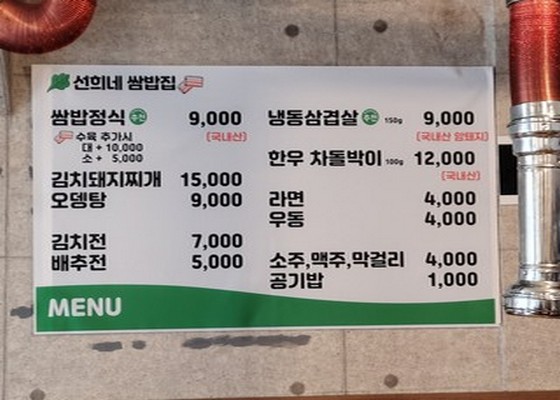 선희네 쌈밥집
쌈밥정식 추천 9,000
(국내산)
수육 추가시
대 + 10,000
소 + 5,000
김치돼지찌개 15,000
오뎅탕 9,000
김치전 7,000
배추전 5,000
냉동삼겹살 추천 150g 9,000
(국내산 암퇘지)
한우 차돌박이 100g 12,000
(국내산)
라면 4,000
우동 4,000
소주,맥주,막걸리 4,000
공기밥 1,000
MENU